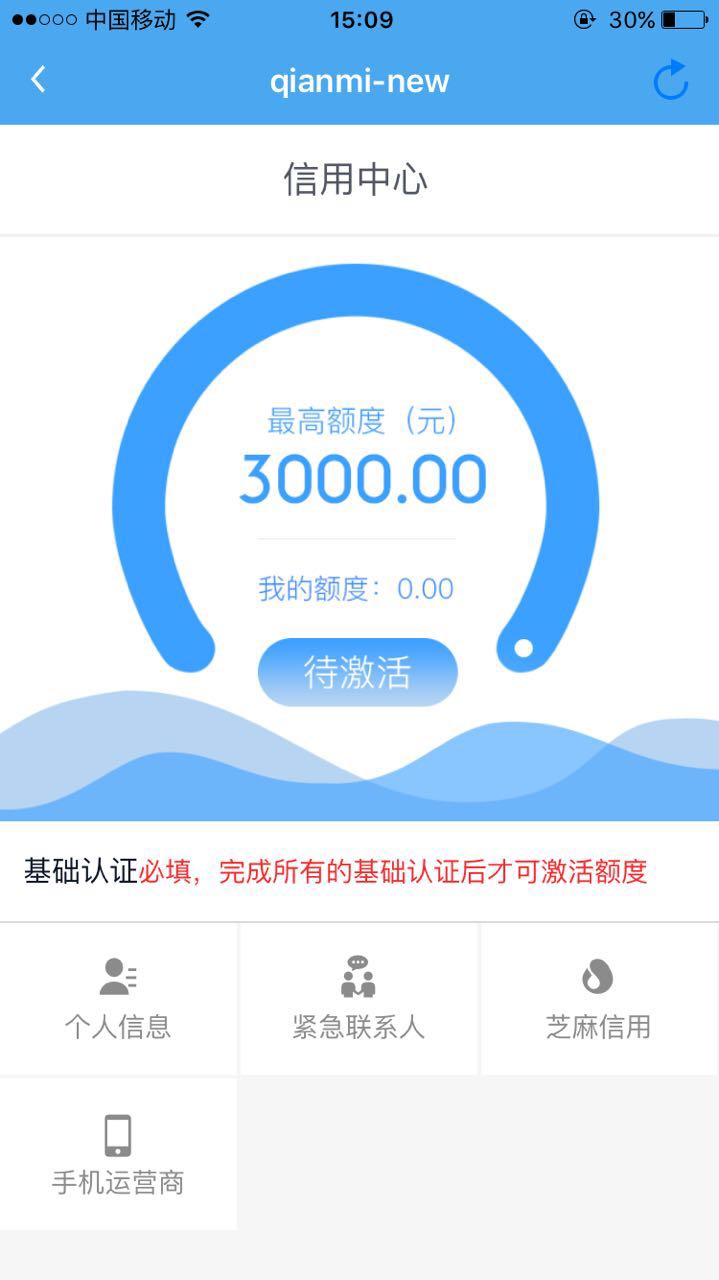 中国移动 15:09 30%
qianmi-new
信用中心
最高额度（元）
3000.00
我的额度：0.00
待激活
基础认证必填，完成所有的基础认证后才可激活额度
个人信息 紧急联系人 芝麻信用
手机运营商